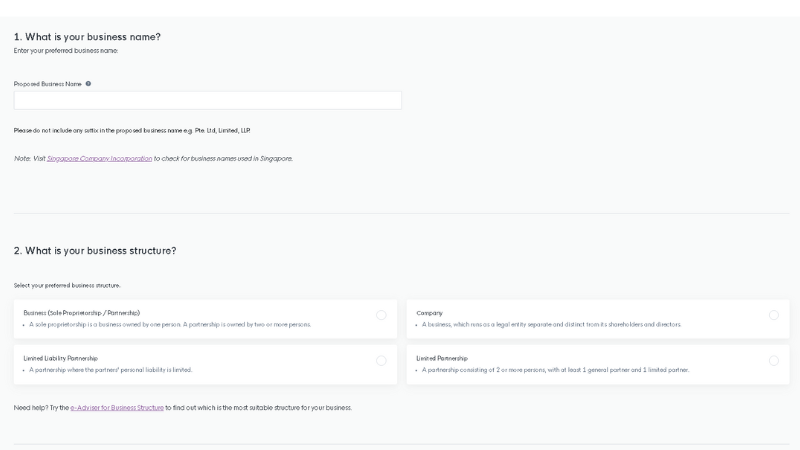 1. What is your business name?
Enter your preferred business name:
Proposed Business Name ?
Please do not include any suffix in the proposed business name e.g. Pte. Ltd, Limited, LLP.
Note: Visit Singapore Company Incorporation to check for business names used in Singapore.
2. What is your business structure?
Select your preferred business structure.
Business (Sole Proprietorship / Partnership)
• A sole proprietorship is a business owned by one person. A partnership is owned by two or more persons.
Company
• A business, which runs as a legal entity separate and distinct from its shareholders and directors.
Limited Liability Partnership
• A partnership where the partners' personal liability is limited.
Limited Partnership
• A partnership consisting of 2 or more persons, with at least 1 general partner and 1 limited partner.
Need help? Try the e-Adviser for Business Structure to find out which is the most suitable structure for your business.